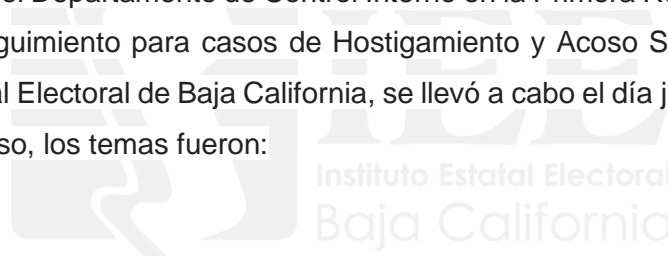 el Departamento de Control Interno en la Primera R
guimiento para casos de Hostigamiento y Acoso S
l Electoral de Baja California, se llevó a cabo el día j
so, los temas fueron:
IEE
Instituto Estatal Electoral
Baja California